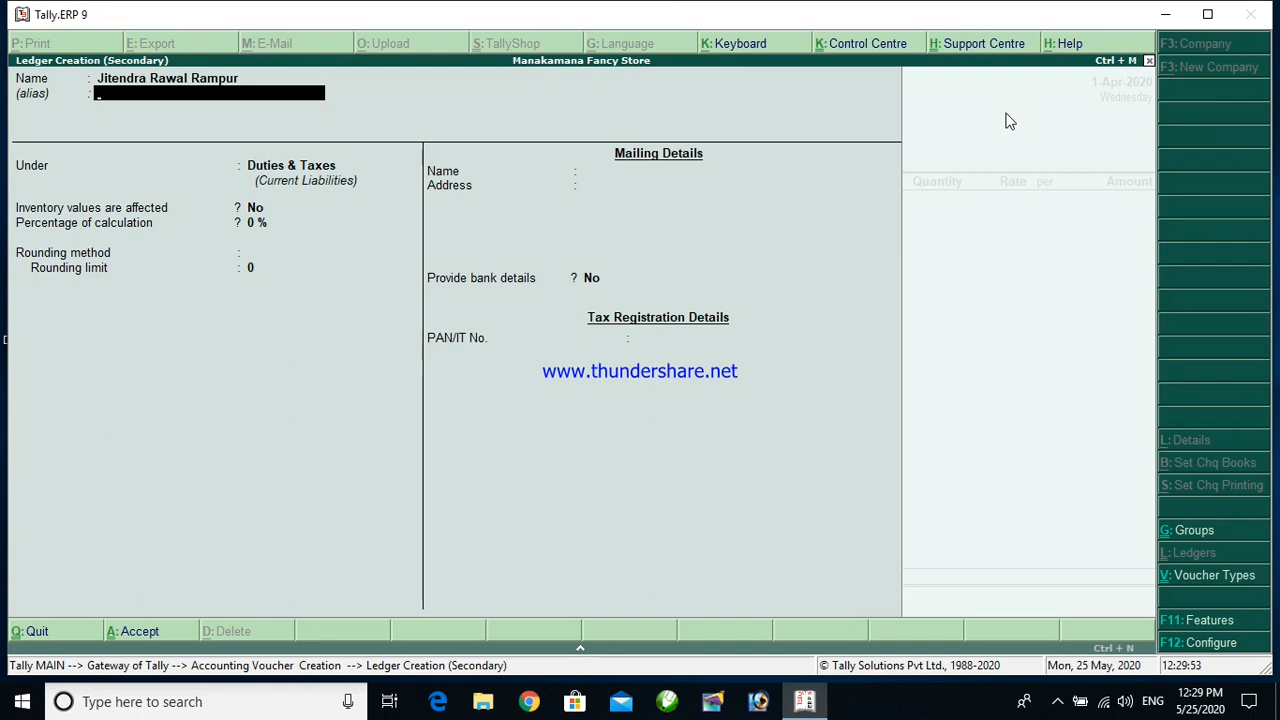 Tally.ERP 9
P: Print E: Export M: E-Mail O: Upload S: TallyShop G: Language K: Keyboard K: Control Centre H: Support Centre H: Help
F3: Company
Ledger Creation (Secondary) Manakamana Fancy Store Ctrl + M
F3: New Company
Name : Jitendra Rawal Rampur
(alias) :
1-Apr-2020
Wednesday
Mailing Details
Under : Duties & Taxes
(Current Liabilities)
Name :
Address :
Quantity Rate per Amount
Inventory values are affected ? No
Percentage of calculation ? 0 %
Rounding method :
Rounding limit : 0
Provide bank details ? No
Tax Registration Details
PAN/IT No. :
www.thundershare.net
L: Details
B: Set Chq Books
S: Set Chq Printing
G: Groups
L: Ledgers
V: Voucher Types
F11: Features
F12: Configure
Q: Quit A: Accept D: Delete
Ctrl + N
Tally MAIN --> Gateway of Tally --> Accounting Voucher Creation --> Ledger Creation (Secondary) © Tally Solutions Pvt Ltd., 1988-2020 Mon, 25 May, 2020 12:29:53
Type here to search
ENG
12:29 PM
5/25/2020